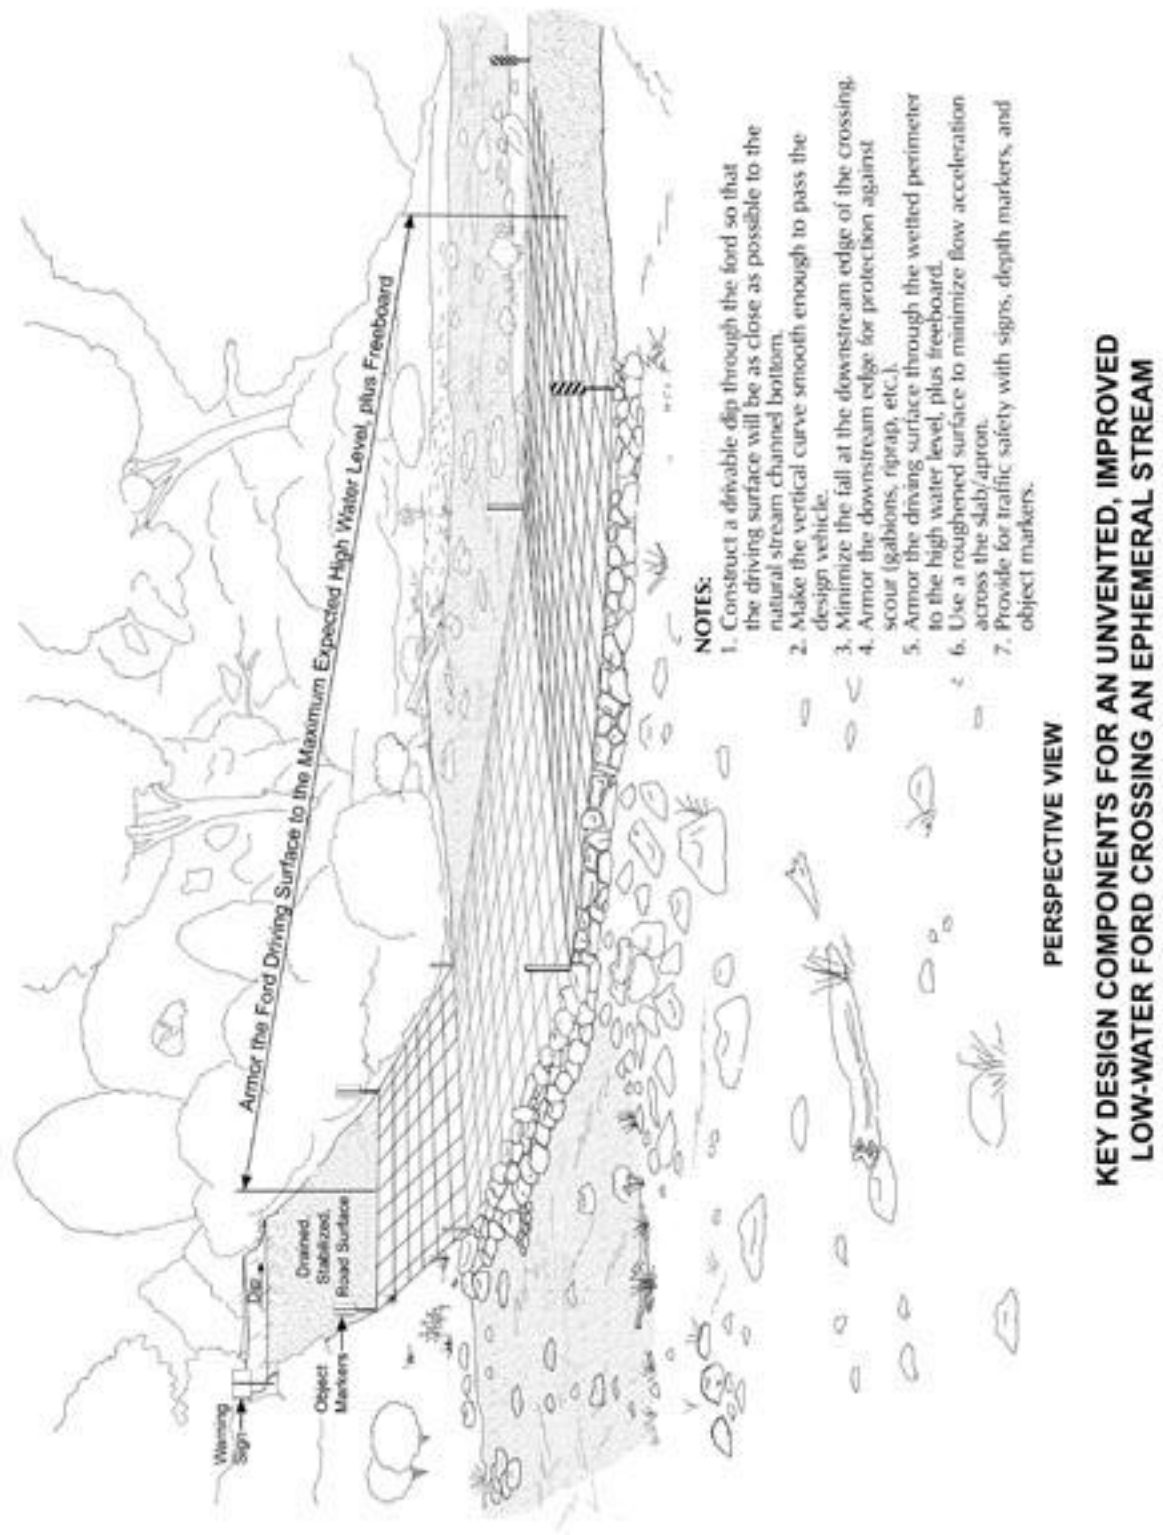 Armor the Ford Driving Surface to the Maximum Expected High Water Level, plus Freeboard
Warning
Sign
Dip
Drained,
Stabilized,
Road Surface
Object
Markers
NOTES:
1. Construct a drivable dip through the ford so that
the driving surface will be as close as possible to the
natural stream channel bottom.
2. Make the vertical curve smooth enough to pass the
design vehicle.
3. Minimize the fall at the downstream edge of the crossing.
4. Armor the downstream edge for protection against
scour (gabions, riprap, etc.).
5. Armor the driving surface through the wetted perimeter
to the high water level, plus freeboard.
6. Use a roughened surface to minimize flow acceleration
across the slab/apron.
7. Provide for traffic safety with signs, depth markers, and
object markers.
PERSPECTIVE VIEW
KEY DESIGN COMPONENTS FOR AN UNVENTED, IMPROVED
LOW-WATER FORD CROSSING AN EPHEMERAL STREAM